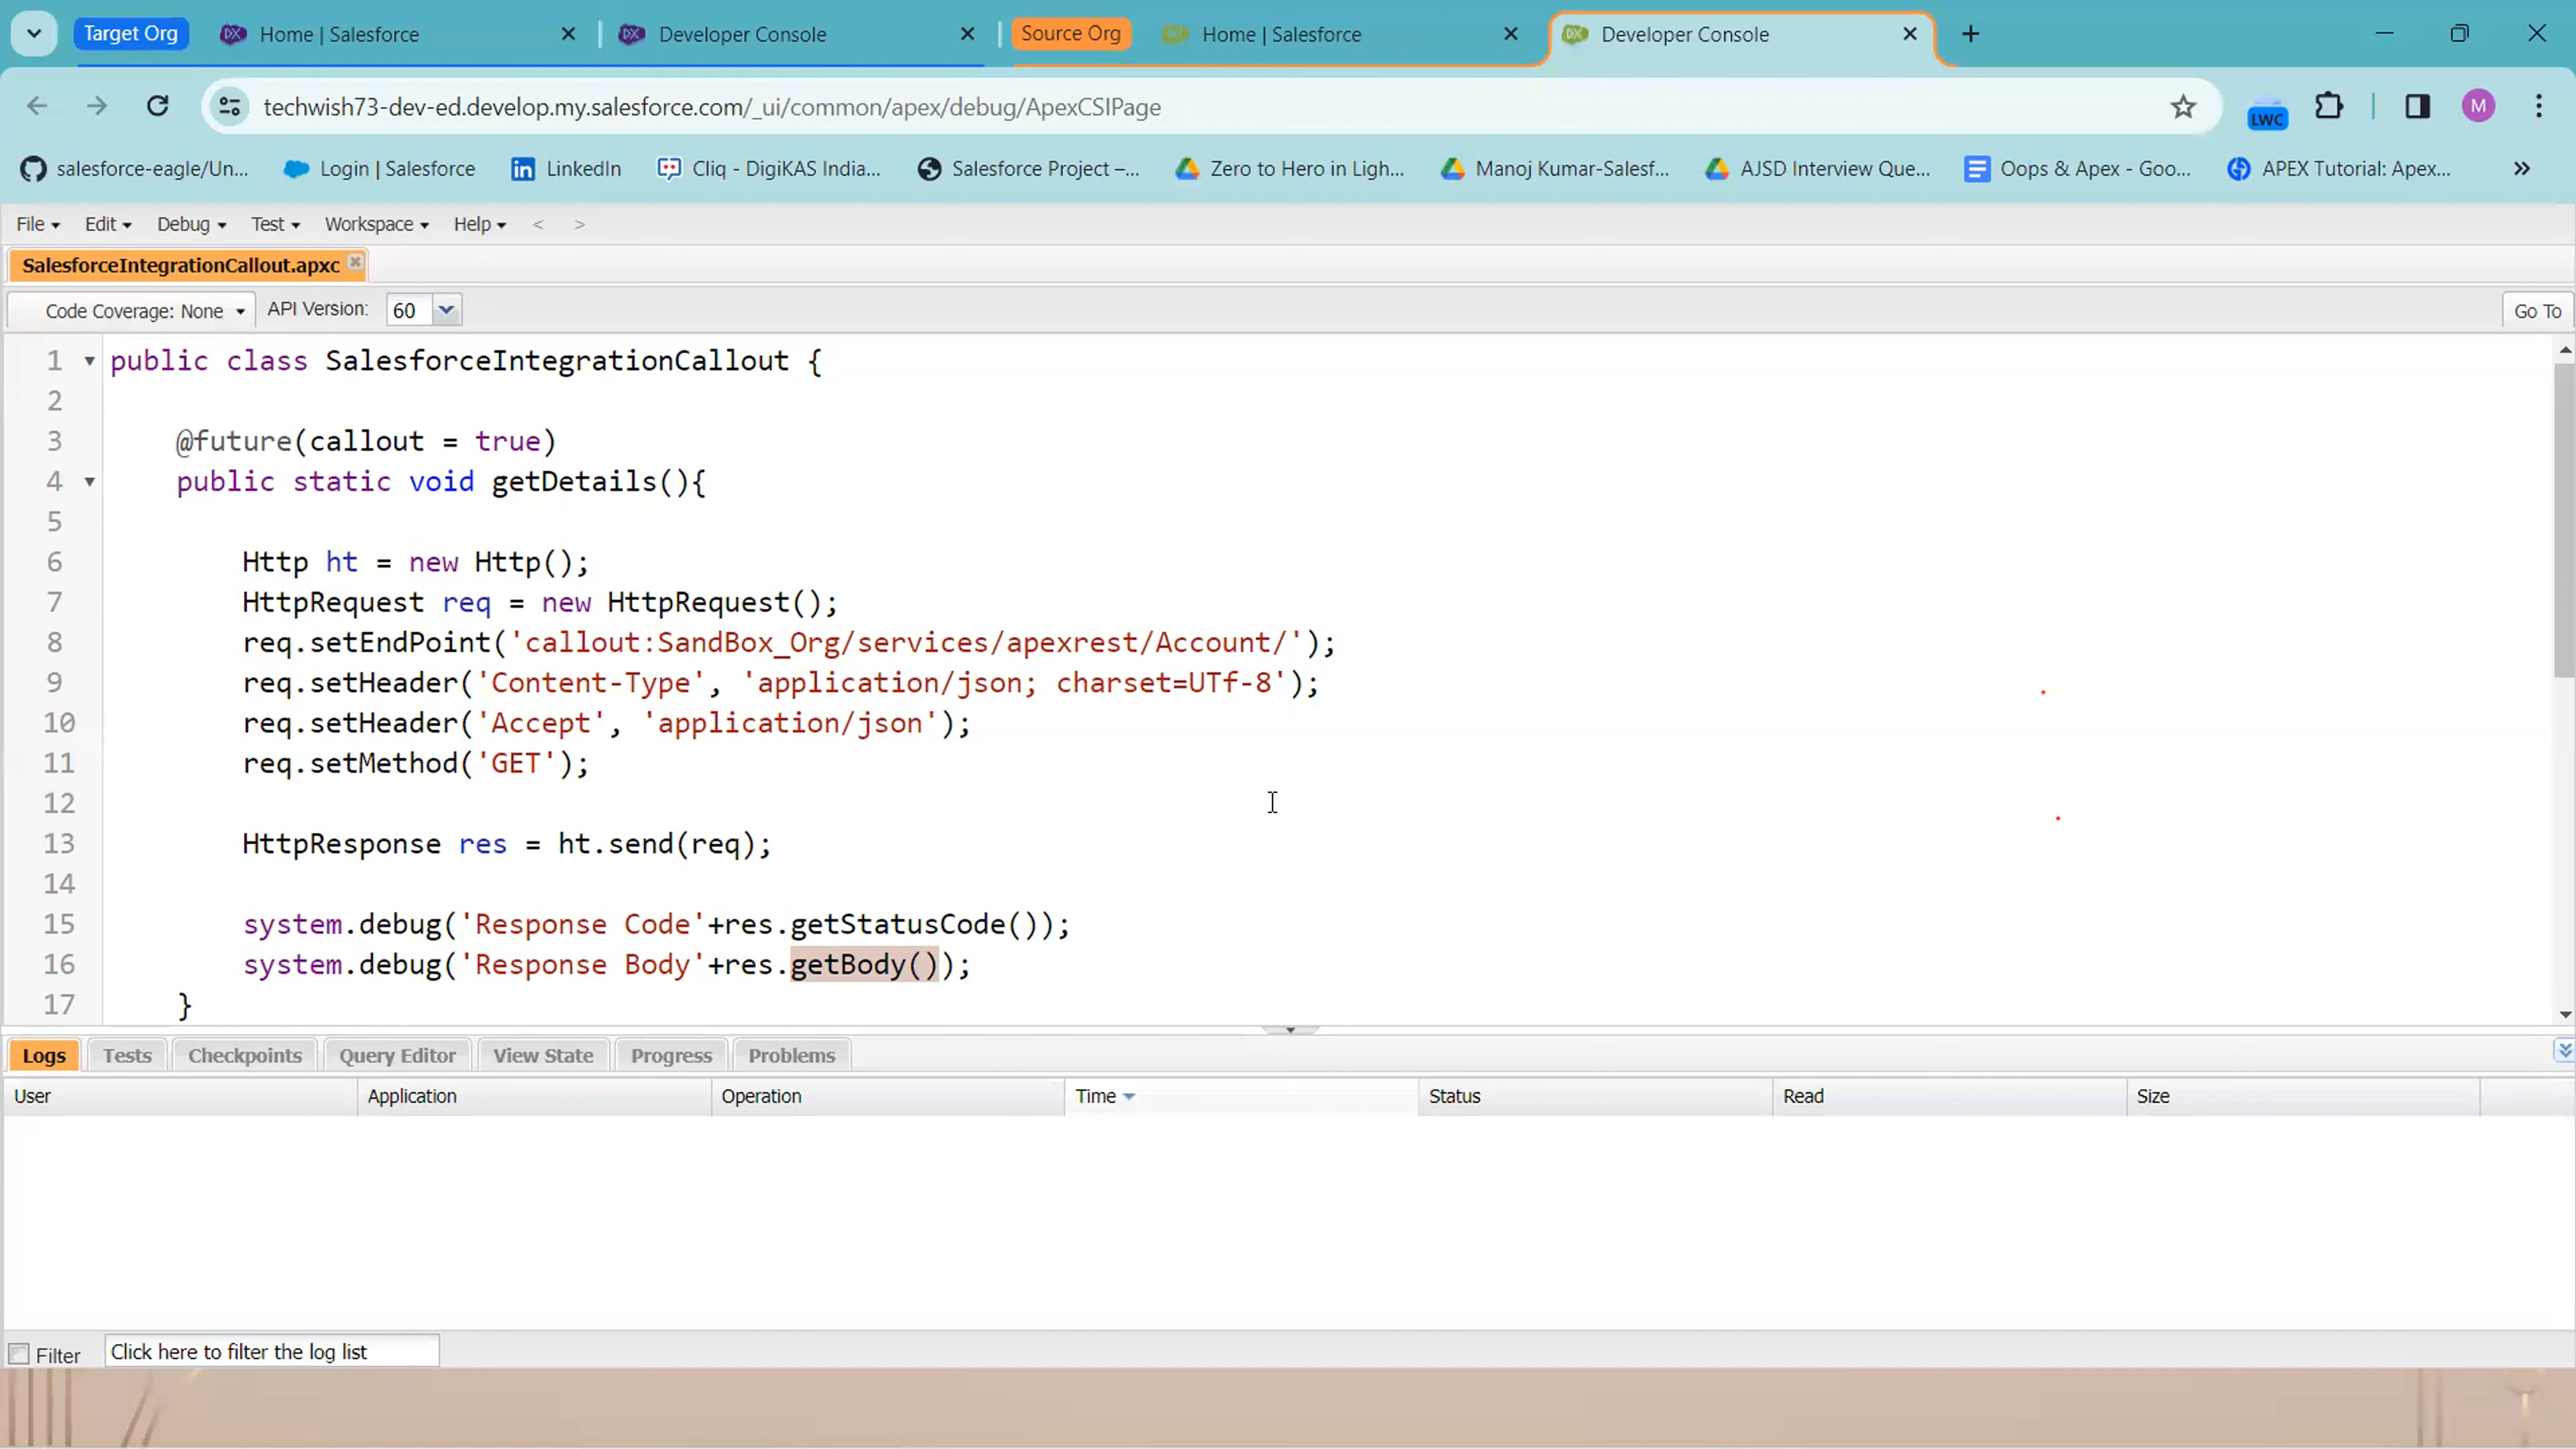 Target Org Home | Salesforce Developer Console Source Org Home | Salesforce Developer Console
techwish73-dev-ed.develop.my.salesforce.com/_ui/common/apex/debug/ApexCSIPage
LWC
M
salesforce-eagle/Un... Login | Salesforce LinkedIn Cliq - DigiKAS India... Salesforce Project –... Zero to Hero in Ligh... Manoj Kumar-Salesf... AJSD Interview Que... Oops & Apex - Goo... APEX Tutorial: Apex... »
File Edit Debug Test Workspace Help < >
SalesforceIntegrationCallout.apxc
Code Coverage: None API Version: 60 Go To
1 public class SalesforceIntegrationCallout {
2
3 @future(callout = true)
4 public static void getDetails(){
5
6 Http ht = new Http();
7 HttpRequest req = new HttpRequest();
8 req.setEndPoint('callout:SandBox_Org/services/apexrest/Account/');
9 req.setHeader('Content-Type', 'application/json; charset=UTf-8');
10 req.setHeader('Accept', 'application/json');
11 req.setMethod('GET');
12
13 HttpResponse res = ht.send(req);
14
15 system.debug('Response Code'+res.getStatusCode());
16 system.debug('Response Body'+res.getBody());
17 }
Logs Tests Checkpoints Query Editor View State Progress Problems
User Application Operation Time Status Read Size
Filter Click here to filter the log list